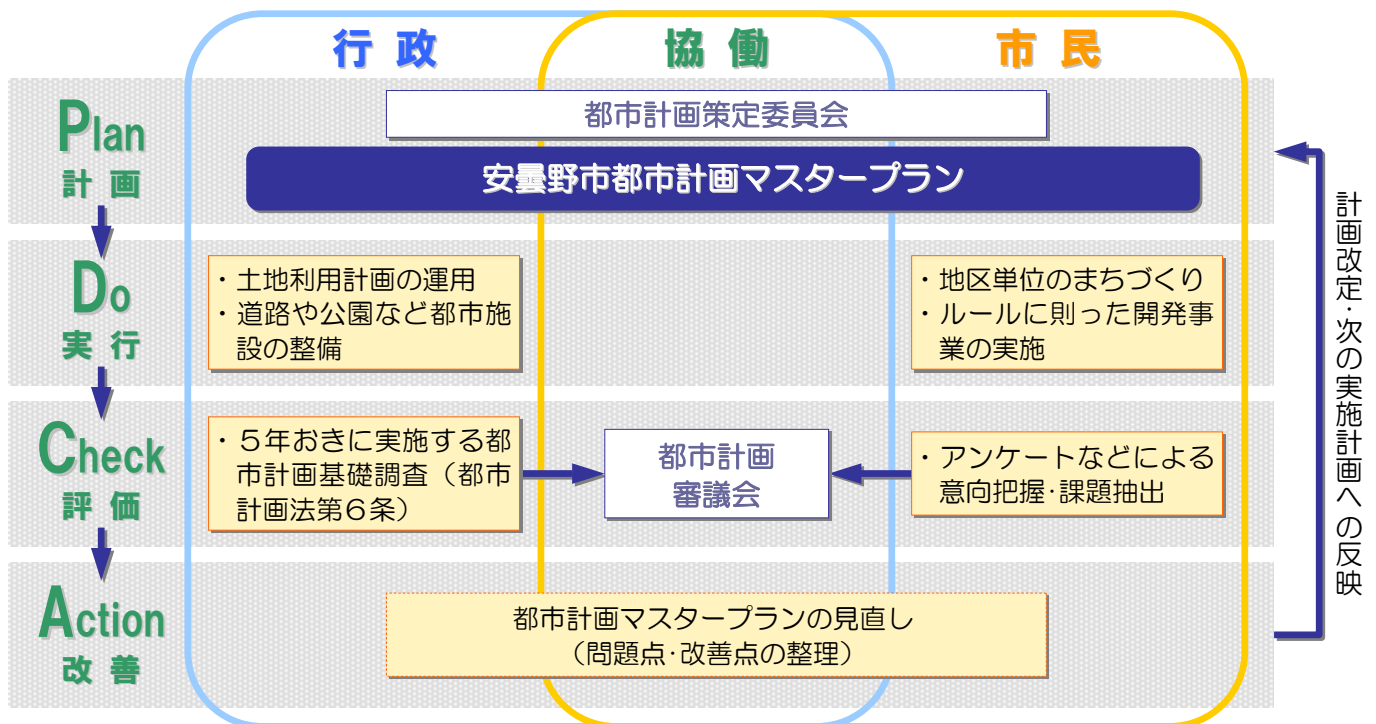 行政
協働
市民
Plan
計画
都市計画策定委員会
安曇野市都市計画マスタープラン
Do
実行
・土地利用計画の運用
・道路や公園など都市施
設の整備
・地区単位のまちづくり
・ルールに則った開発事
業の実施
Check
評価
・5年おきに実施する都
市計画基礎調査（都市
計画法第6条）
都市計画
審議会
・アンケートなどによる
意向把握･課題抽出
Action
改善
都市計画マスタープランの見直し
（問題点･改善点の整理）
計画改定･次の実施計画への反映